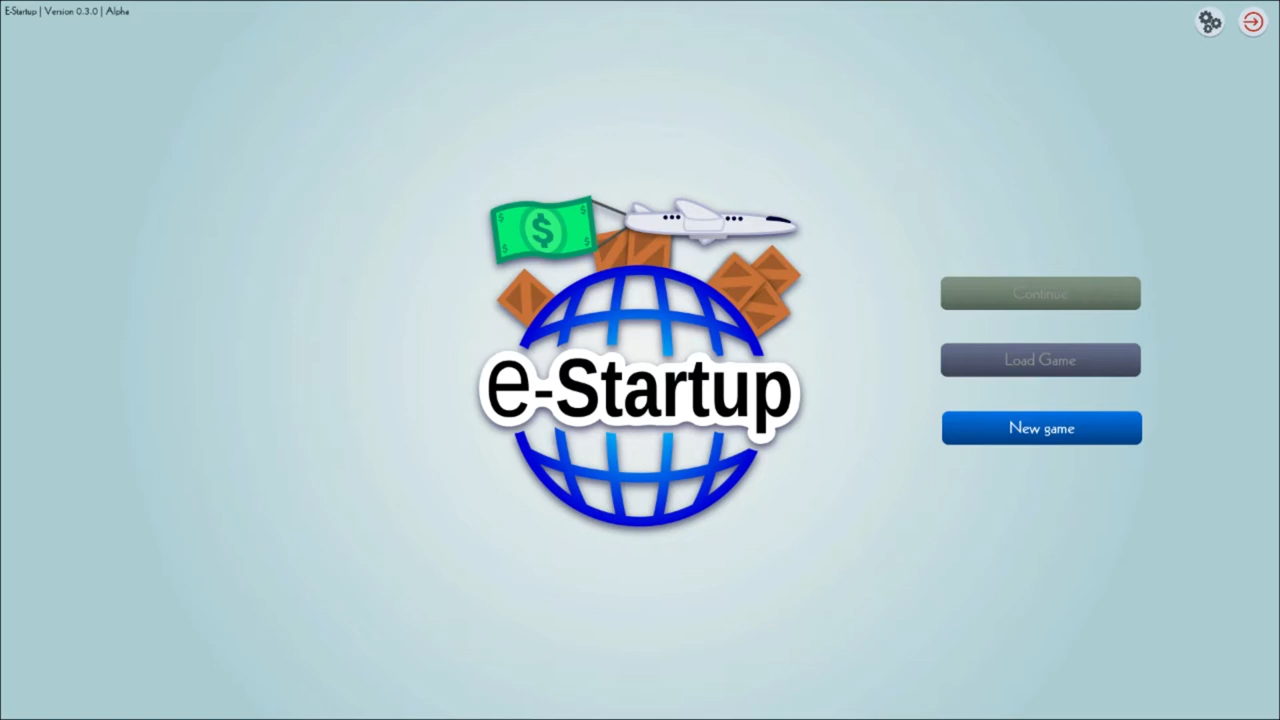 E-Startup | Version 0.3.0 | Alpha
$ $ $ $ $
e-Startup
Continue
Load Game
New game